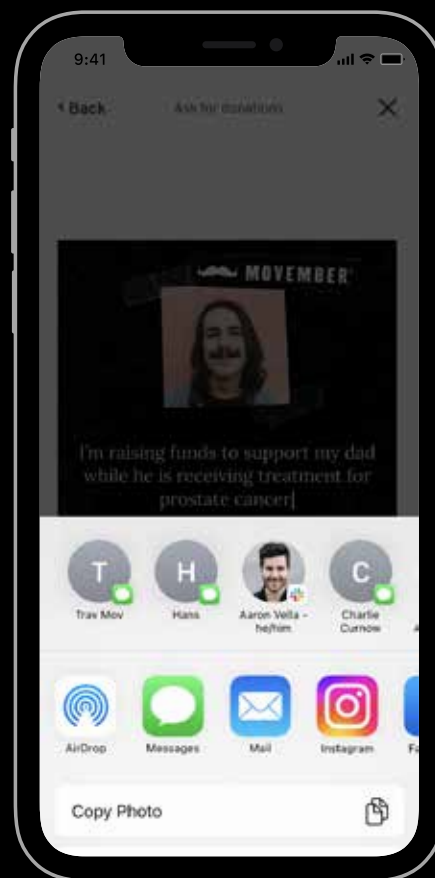 9:41
Back
Ask for donations
MOVEMBER
I'm raising funds to support my dad
while he is receiving treatment for
prostate cancer
T
H
C
Trav Mov
Hans
Aaron Vella -
he/him
Charlie
Curnow
AirDrop
Messages
Mail
Instagram
Fa
Copy Photo